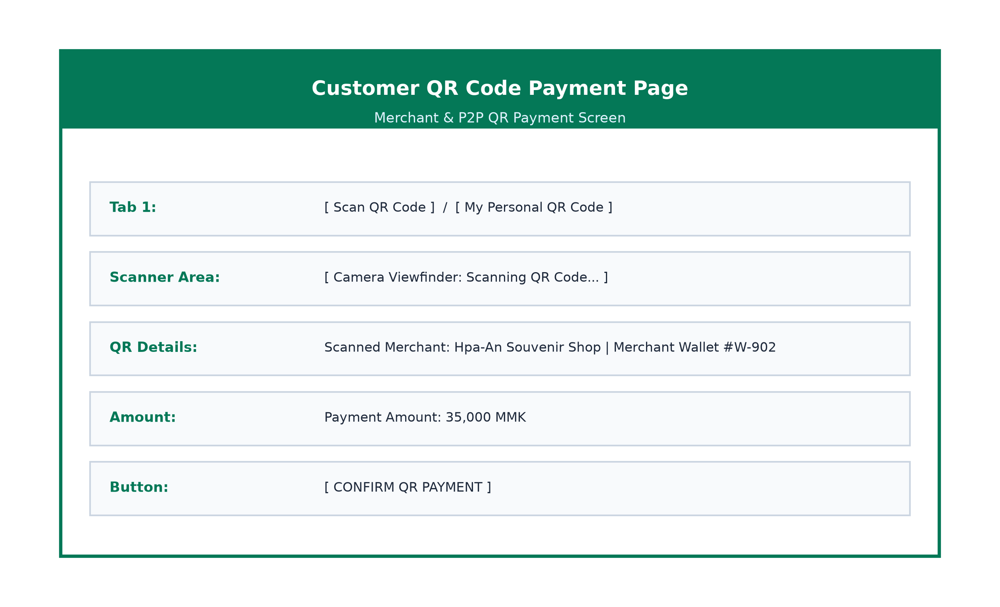 Customer QR Code Payment Page
Merchant & P2P QR Payment Screen
Tab 1: [ Scan QR Code ] / [ My Personal QR Code ]
Scanner Area: [ Camera Viewfinder: Scanning QR Code... ]
QR Details: Scanned Merchant: Hpa-An Souvenir Shop | Merchant Wallet #W-902
Amount: Payment Amount: 35,000 MMK
Button: [ CONFIRM QR PAYMENT ]